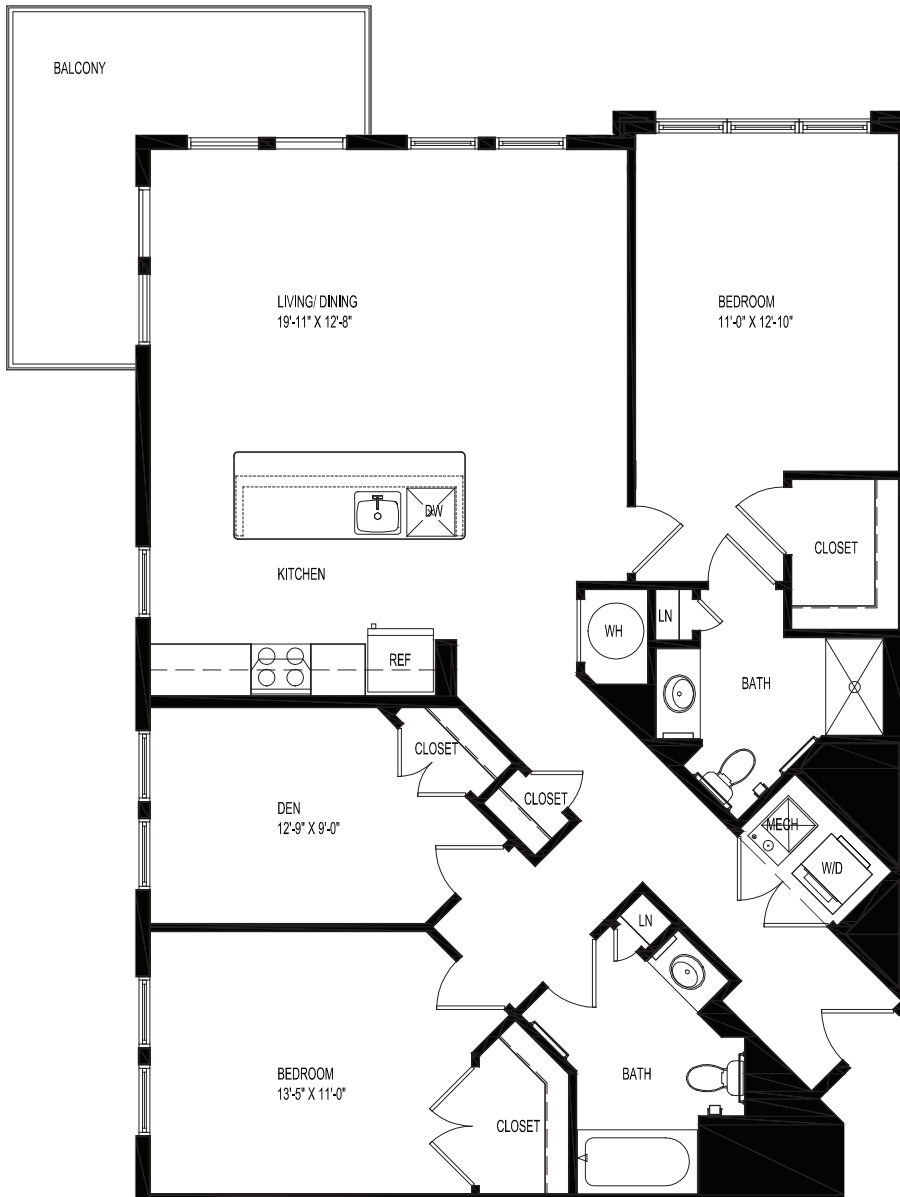 BALCONY
LIVING/ DINING
19'-11" X 12'-8"
BEDROOM
11'-0" X 12'-10"
DW
CLOSET
KITCHEN
LN
WH
REF
BATH
CLOSET
CLOSET
DEN
12'-9" X 9'-0"
MECH
W/D
LN
BEDROOM
13'-5" X 11'-0"
BATH
CLOSET